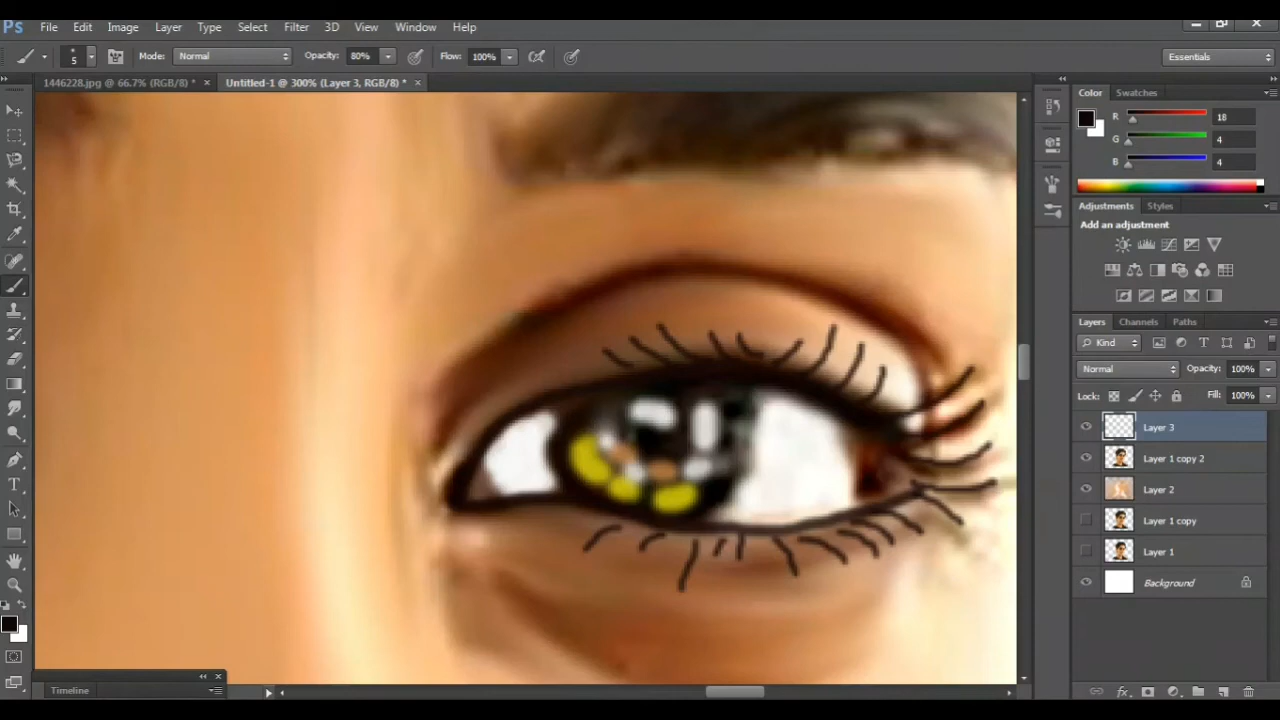 Ps File Edit Image Layer Type Select Filter 3D View Window Help
5 Mode: Normal Opacity: 80% Flow: 100% Essentials
1446228.jpg @ 66.7% (RGB/8) * × Untitled-1 @ 300% (Layer 3, RGB/8) * ×
Color Swatches
R 18
G 4
B 4
Adjustments Styles
Add an adjustment
Layers Channels Paths
Kind
Normal Opacity: 100%
Lock: Fill: 100%
Layer 3
Layer 1 copy 2
Layer 2
Layer 1 copy
Layer 1
Background
Timeline